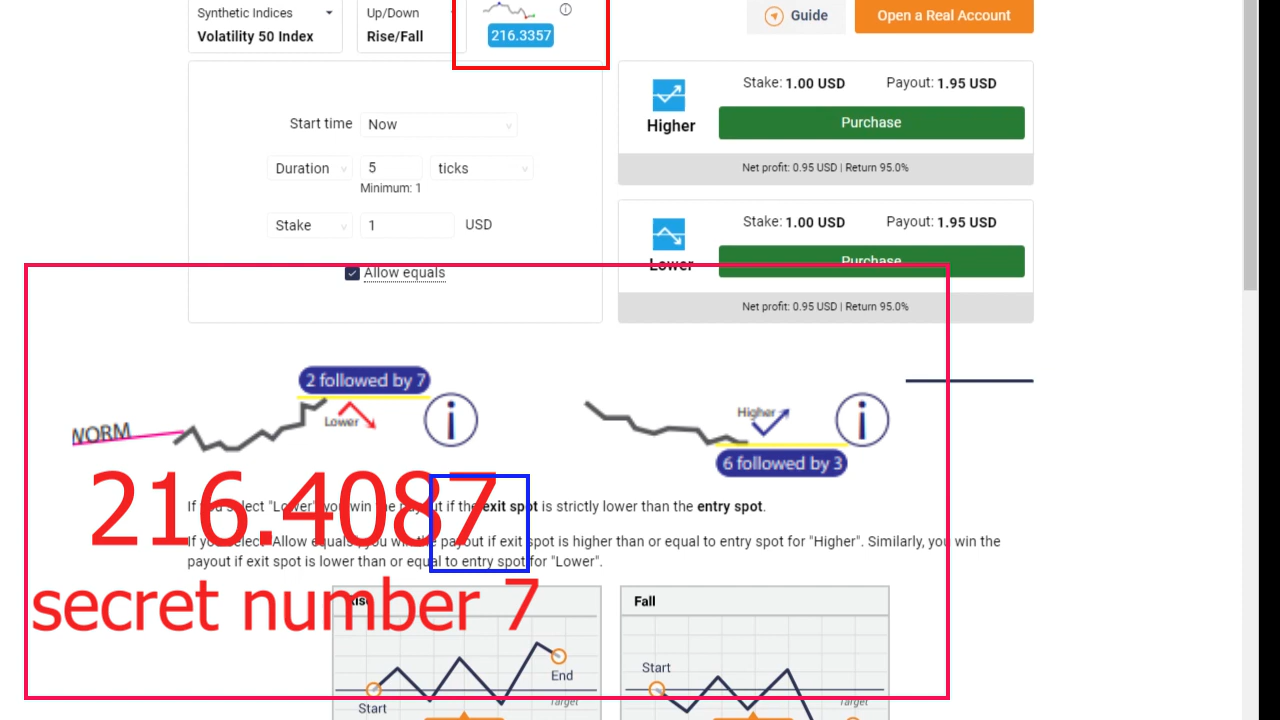 Synthetic Indices
Volatility 50 Index
Up/Down
Rise/Fall
216.3357
Guide
Open a Real Account
Start time
Now
Duration
5
ticks
Minimum: 1
Stake
1
USD
Allow equals
Stake: 1.00 USD
Payout: 1.95 USD
Higher
Purchase
Net profit: 0.95 USD | Return 95.0%
Stake: 1.00 USD
Payout: 1.95 USD
Lower
Purchase
Net profit: 0.95 USD | Return 95.0%
2 followed by 7
NORM
Lower
i
Higher
i
6 followed by 3
216.4087
If you select "Lower", you win the payout if the exit spot is strictly lower than the entry spot.
If you select "Allow equals", you win the payout if exit spot is higher than or equal to entry spot for "Higher". Similarly, you win the
payout if exit spot is lower than or equal to entry spot for "Lower".
secret number 7
Rise
End
Start
Target
Fall
Start
Target